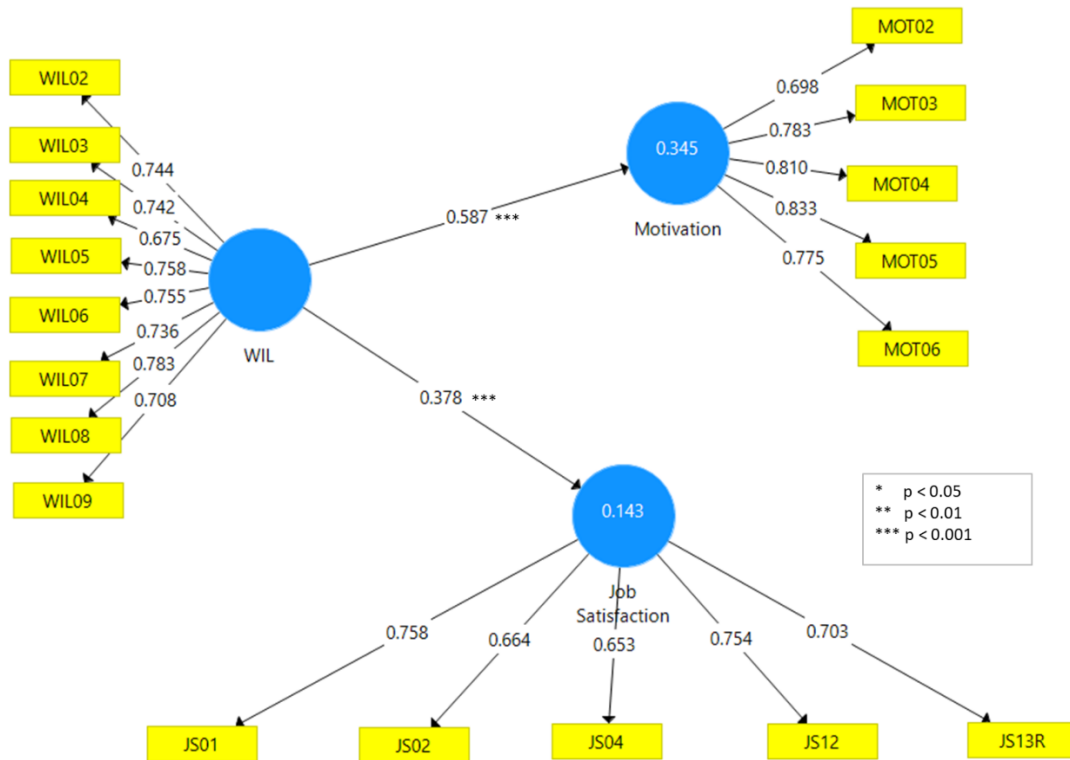 MOT02
WIL02
0.698
MOT03
0.783
WIL03
0.744
0.345
0.810
MOT04
WIL04
0.742
0.833
0.587 ***
Motivation
0.675
WIL05
0.758
0.775
MOT05
0.755
WIL06
0.736
MOT06
WIL
0.783
WIL07
0.708
0.378 ***
WIL08
WIL09
* p < 0.05
** p < 0.01
*** p < 0.001
0.143
Job
Satisfaction
0.758
0.664
0.653
0.754
0.703
JS01
JS02
JS04
JS12
JS13R